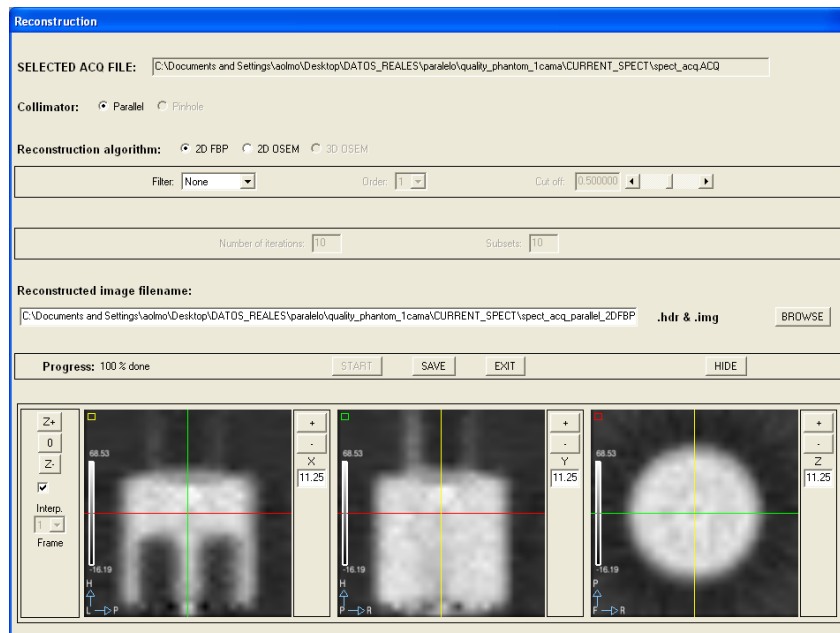 Reconstruction
SELECTED ACQ FILE: C:\Documents and Settings\aolmo\Desktop\DATOS_REALES\paralelo\quality_phantom_1cama\CURRENT_SPECT\spect_acq.ACQ
Collimator: Parallel Pinhole
Reconstruction algorithm: 2D FBP 2D OSEM 3D OSEM
Filter: None Order: 1 Cut off: 0.500000
Number of iterations: 10 Subsets: 10
Reconstructed image filename:
C:\Documents and Settings\aolmo\Desktop\DATOS_REALES\paralelo\quality_phantom_1cama\CURRENT_SPECT\spect_acq_parallel_2DFBP .hdr & .img BROWSE
Progress: 100 % done START SAVE EXIT HIDE
Z+
0
Z-
Interp.
1
Frame
68.53
-16.19
H
L P
+
-
X
11.25
68.53
-16.19
H
P R
+
-
Y
11.25
68.53
-16.19
P
F R
+
-
Z
11.25